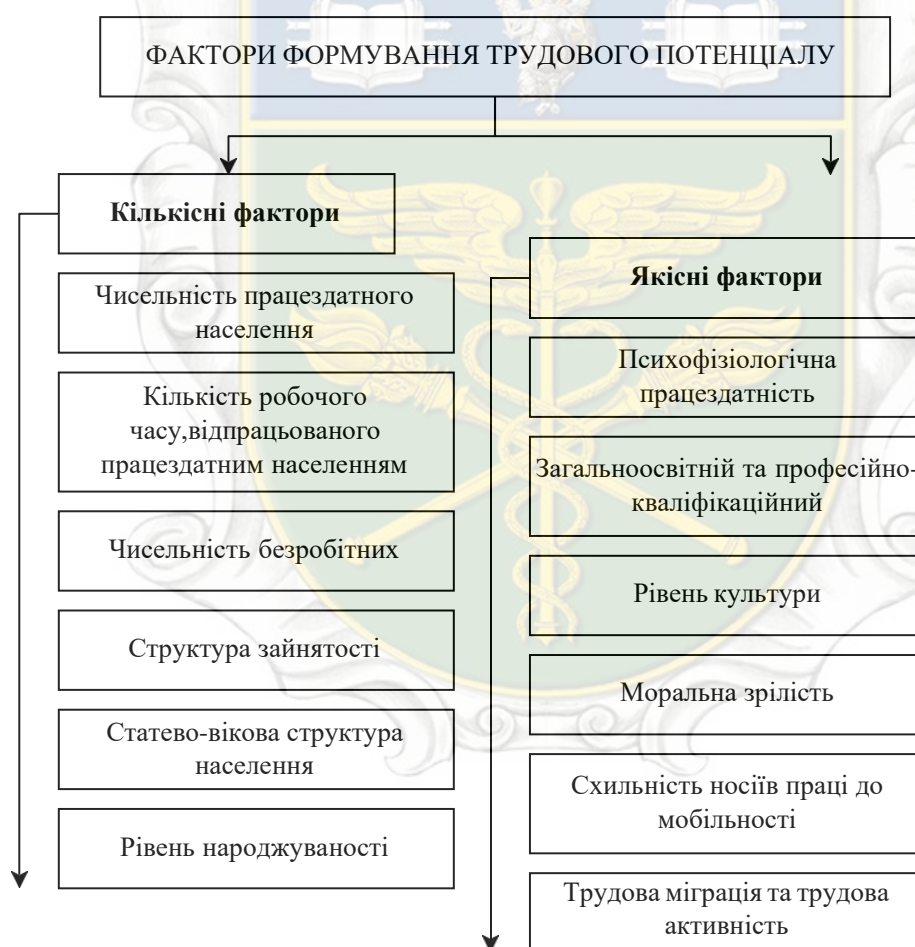 ФАКТОРИ ФОРМУВАННЯ ТРУДОВОГО ПОТЕНЦІАЛУ
Кількісні фактори
Чисельність працездатного
населення
Кількість робочого
часу,відпрацьованого
працездатним населенням
Чисельність безробітних
Структура зайнятості
Статево-вікова структура
населення
Рівень народжуваності
Якісні фактори
Психофізіологічна
працездатність
Загальноосвітній та професійно-
кваліфікаційний
Рівень культури
Моральна зрілість
Схильність носіїв праці до
мобільності
Трудова міграція та трудова
активність